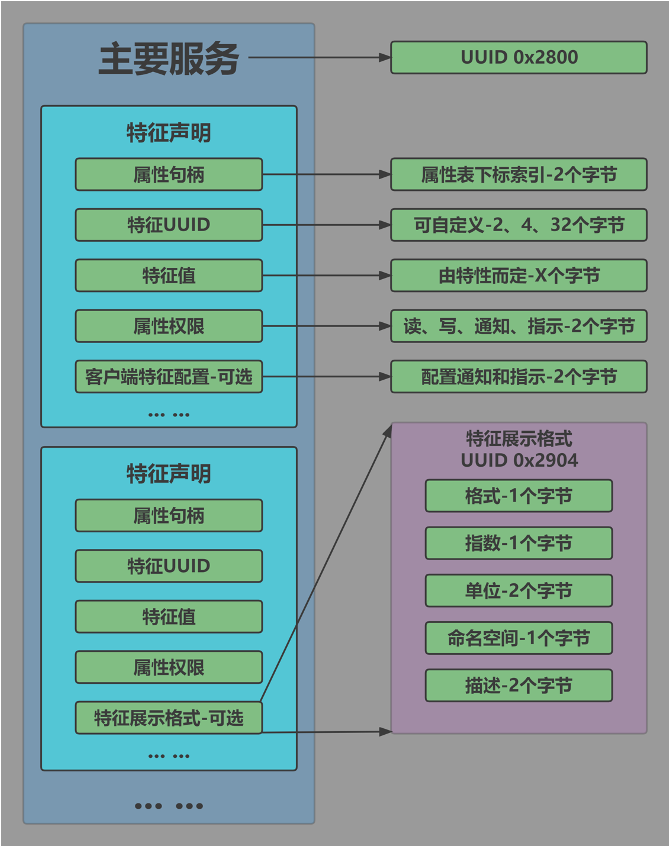 主要服务
UUID 0x2800
特征声明
属性句柄
属性表下标索引-2个字节
特征UUID
可自定义-2、4、32个字节
特征值
由特性而定-X个字节
属性权限
读、写、通知、指示-2个字节
客户端特征配置-可选
配置通知和指示-2个字节
... ...
特征声明
属性句柄
特征UUID
特征值
属性权限
特征展示格式-可选
... ...
特征展示格式
UUID 0x2904
格式-1个字节
指数-1个字节
单位-2个字节
命名空间-1个字节
描述-2个字节
... ...